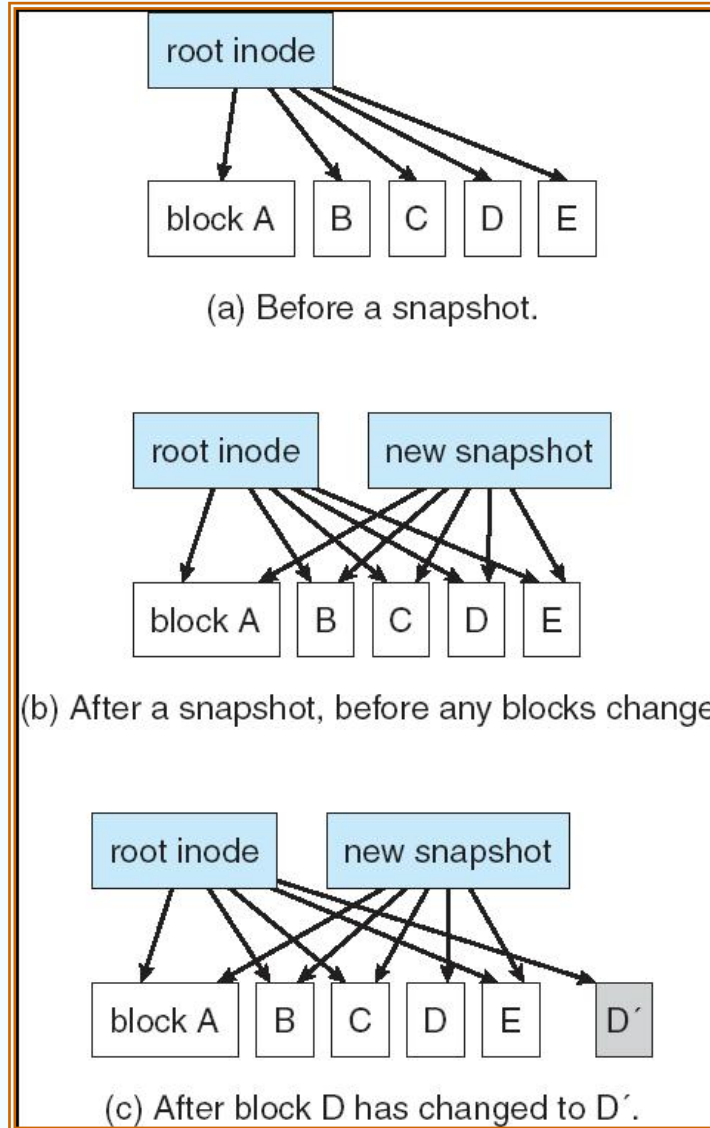 root inode
block A B C D E
(a) Before a snapshot.
root inode new snapshot
block A B C D E
(b) After a snapshot, before any blocks change
root inode new snapshot
block A B C D E D´
(c) After block D has changed to D´.